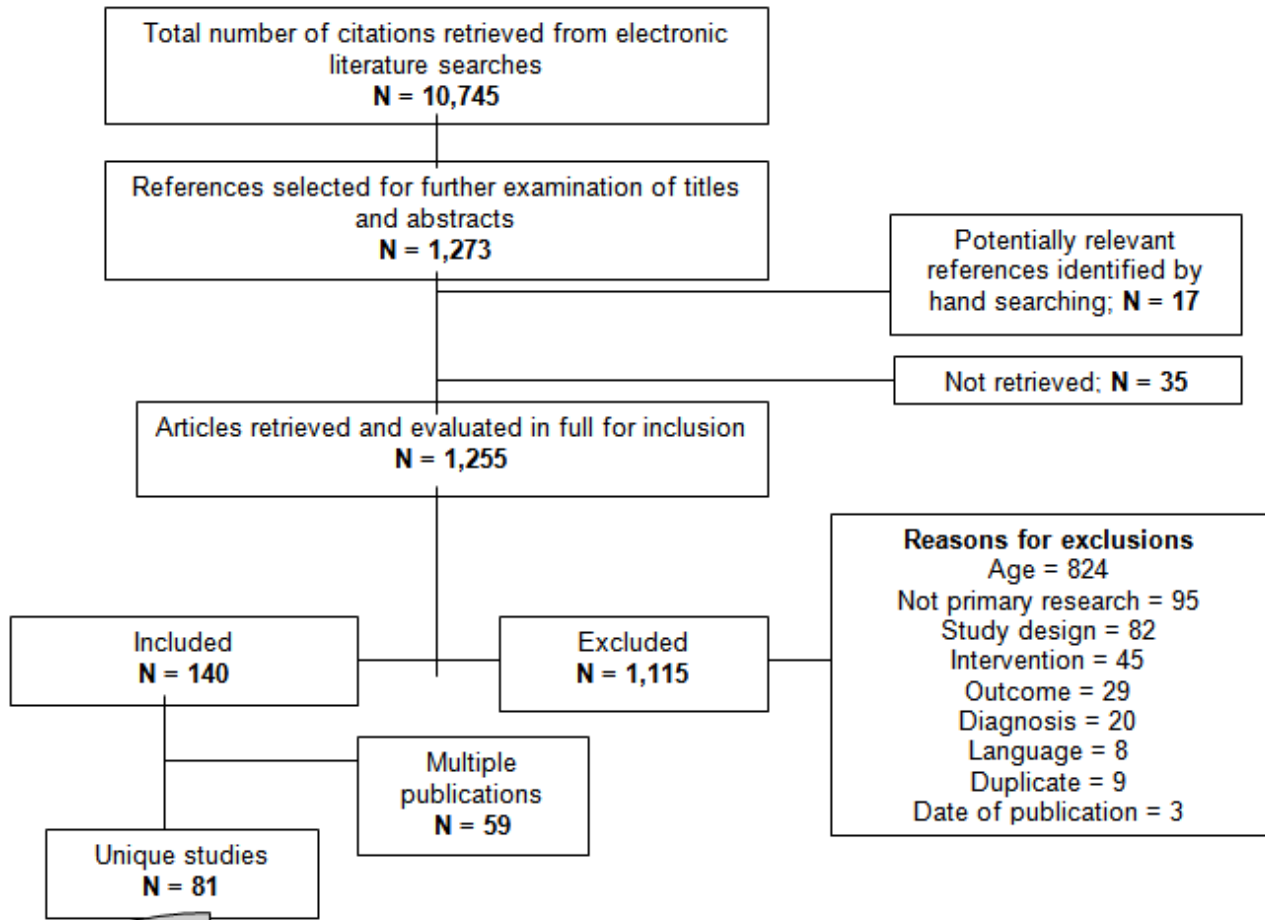 Total number of citations retrieved from electronic
literature searches
N = 10,745
References selected for further examination of titles
and abstracts
N = 1,273
Potentially relevant
references identified by
hand searching; N = 17
Not retrieved; N = 35
Articles retrieved and evaluated in full for inclusion
N = 1,255
Reasons for exclusions
Age = 824
Not primary research = 95
Study design = 82
Intervention = 45
Outcome = 29
Diagnosis = 20
Language = 8
Duplicate = 9
Date of publication = 3
Included
N = 140
Excluded
N = 1,115
Multiple
publications
N = 59
Unique studies
N = 81